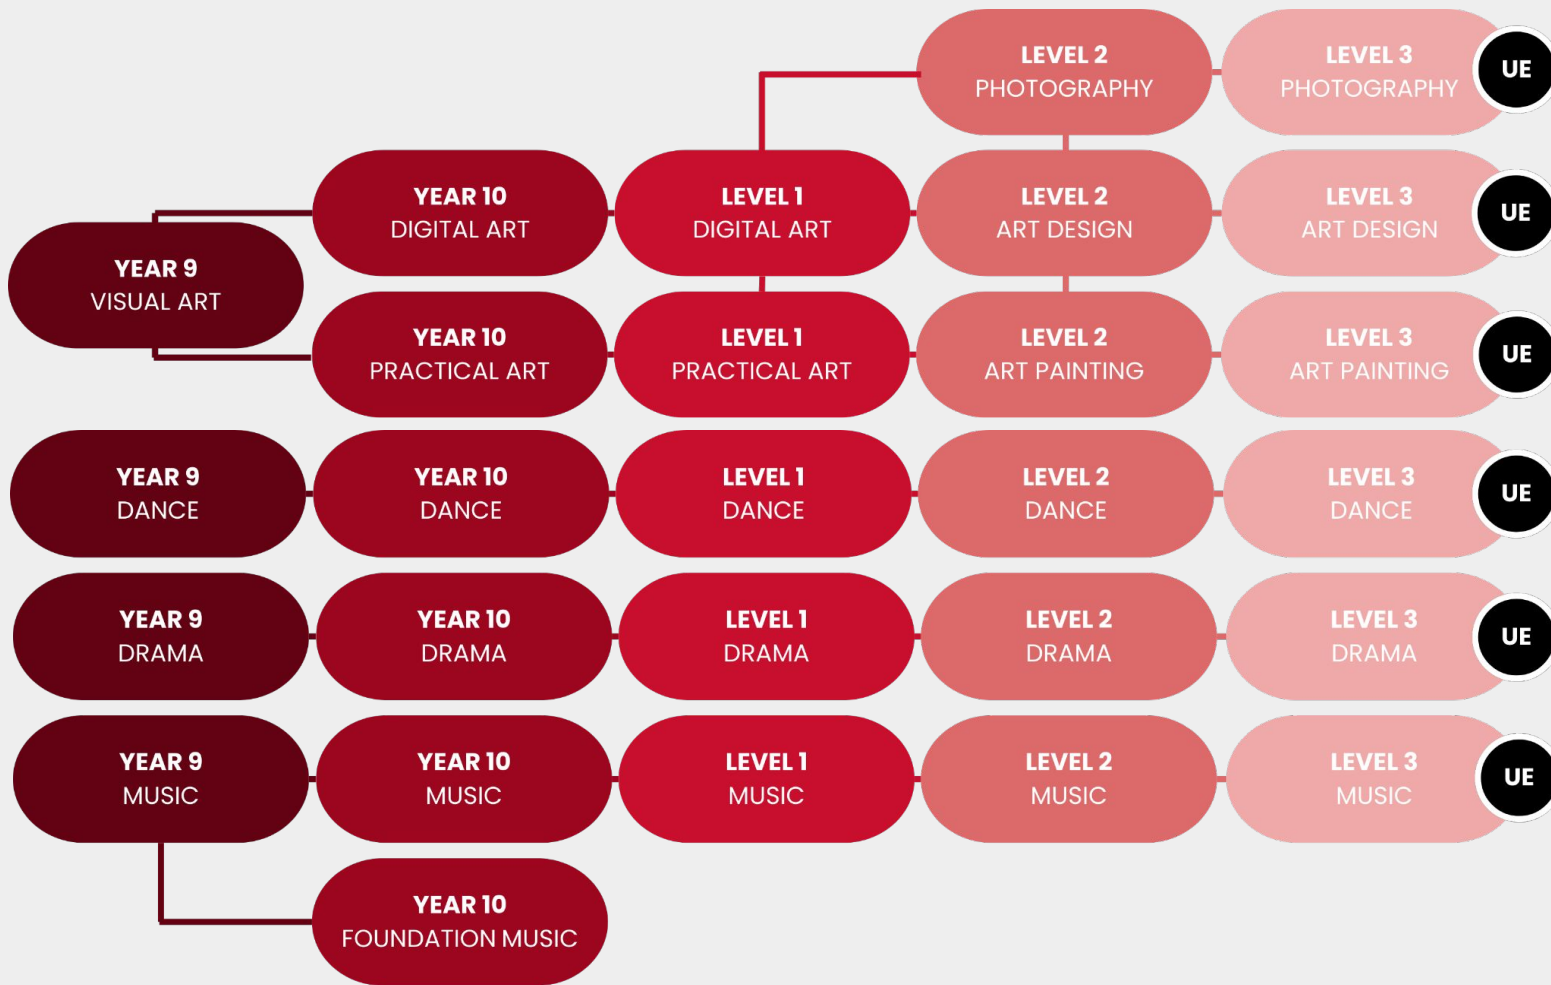 LEVEL 2
PHOTOGRAPHY
LEVEL 3
PHOTOGRAPHY
UE
YEAR 9
VISUAL ART
YEAR 10
DIGITAL ART
LEVEL 1
DIGITAL ART
LEVEL 2
ART DESIGN
LEVEL 3
ART DESIGN
UE
YEAR 10
PRACTICAL ART
LEVEL 1
PRACTICAL ART
LEVEL 2
ART PAINTING
LEVEL 3
ART PAINTING
UE
YEAR 9
DANCE
YEAR 10
DANCE
LEVEL 1
DANCE
LEVEL 2
DANCE
LEVEL 3
DANCE
UE
YEAR 9
DRAMA
YEAR 10
DRAMA
LEVEL 1
DRAMA
LEVEL 2
DRAMA
LEVEL 3
DRAMA
UE
YEAR 9
MUSIC
YEAR 10
MUSIC
LEVEL 1
MUSIC
LEVEL 2
MUSIC
LEVEL 3
MUSIC
UE
YEAR 10
FOUNDATION MUSIC